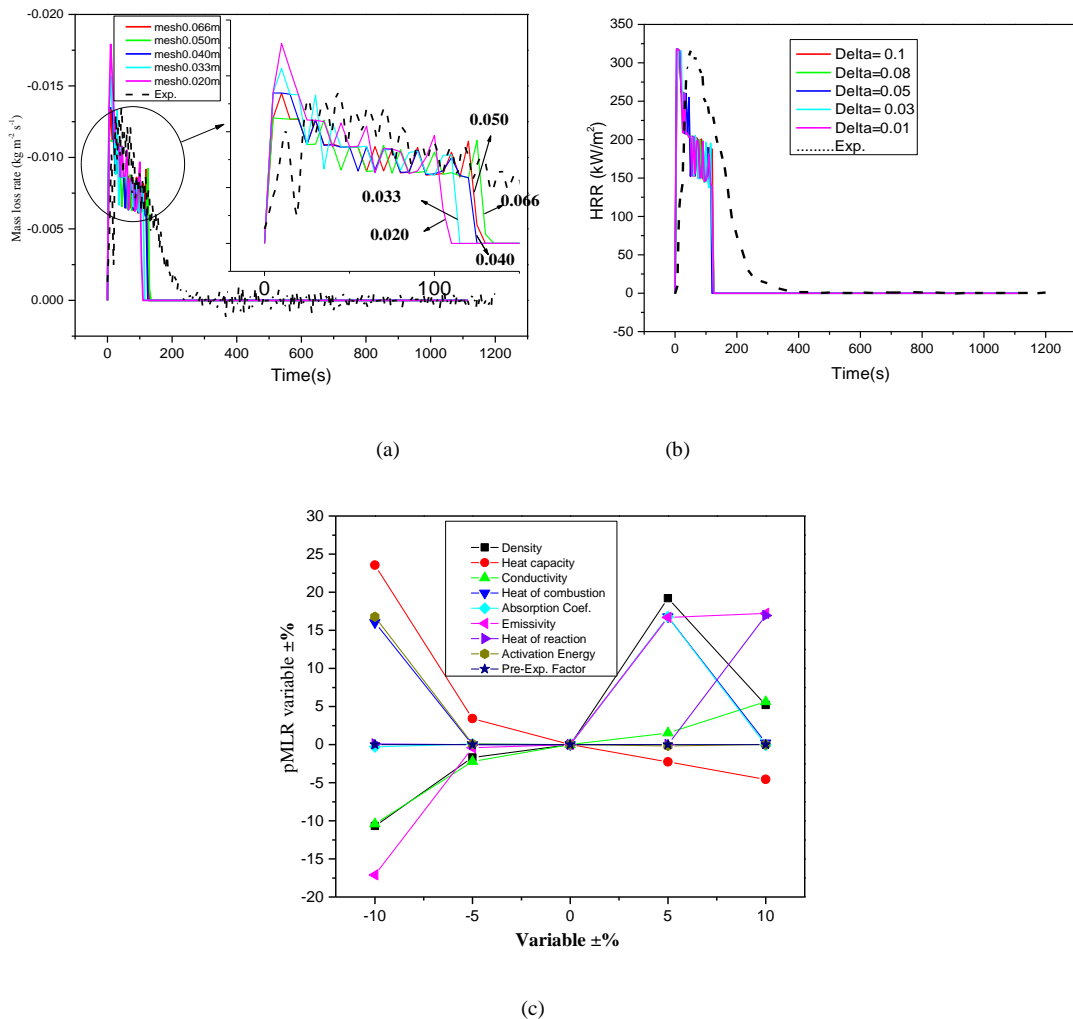 -0.020
-0.015
-0.010
-0.005
0.000
Mass loss rate (kg m⁻² s⁻¹)
mesh0.066m
mesh0.050m
mesh0.040m
mesh0.033m
mesh0.020m
Exp.
0.050
0.033
0.066
0.020
0.040
0 100
0 200 400 600 800 1000 1200
Time(s)
(a)
400
350
300
250
200
150
100
50
0
-50
HRR (kW/m²)
Delta= 0.1
Delta=0.08
Delta=0.05
Delta= 0.03
Delta=0.01
Exp.
0 200 400 600 800 1000 1200
Time(s)
(b)
30
25
20
15
10
5
0
-5
-10
-15
-20
pMLR variable ±%
Density
Heat capacity
Conductivity
Heat of combustion
Absorption Coef.
Emissivity
Heat of reaction
Activation Energy
Pre-Exp. Factor
-10 -5 0 5 10
Variable ±%
(c)